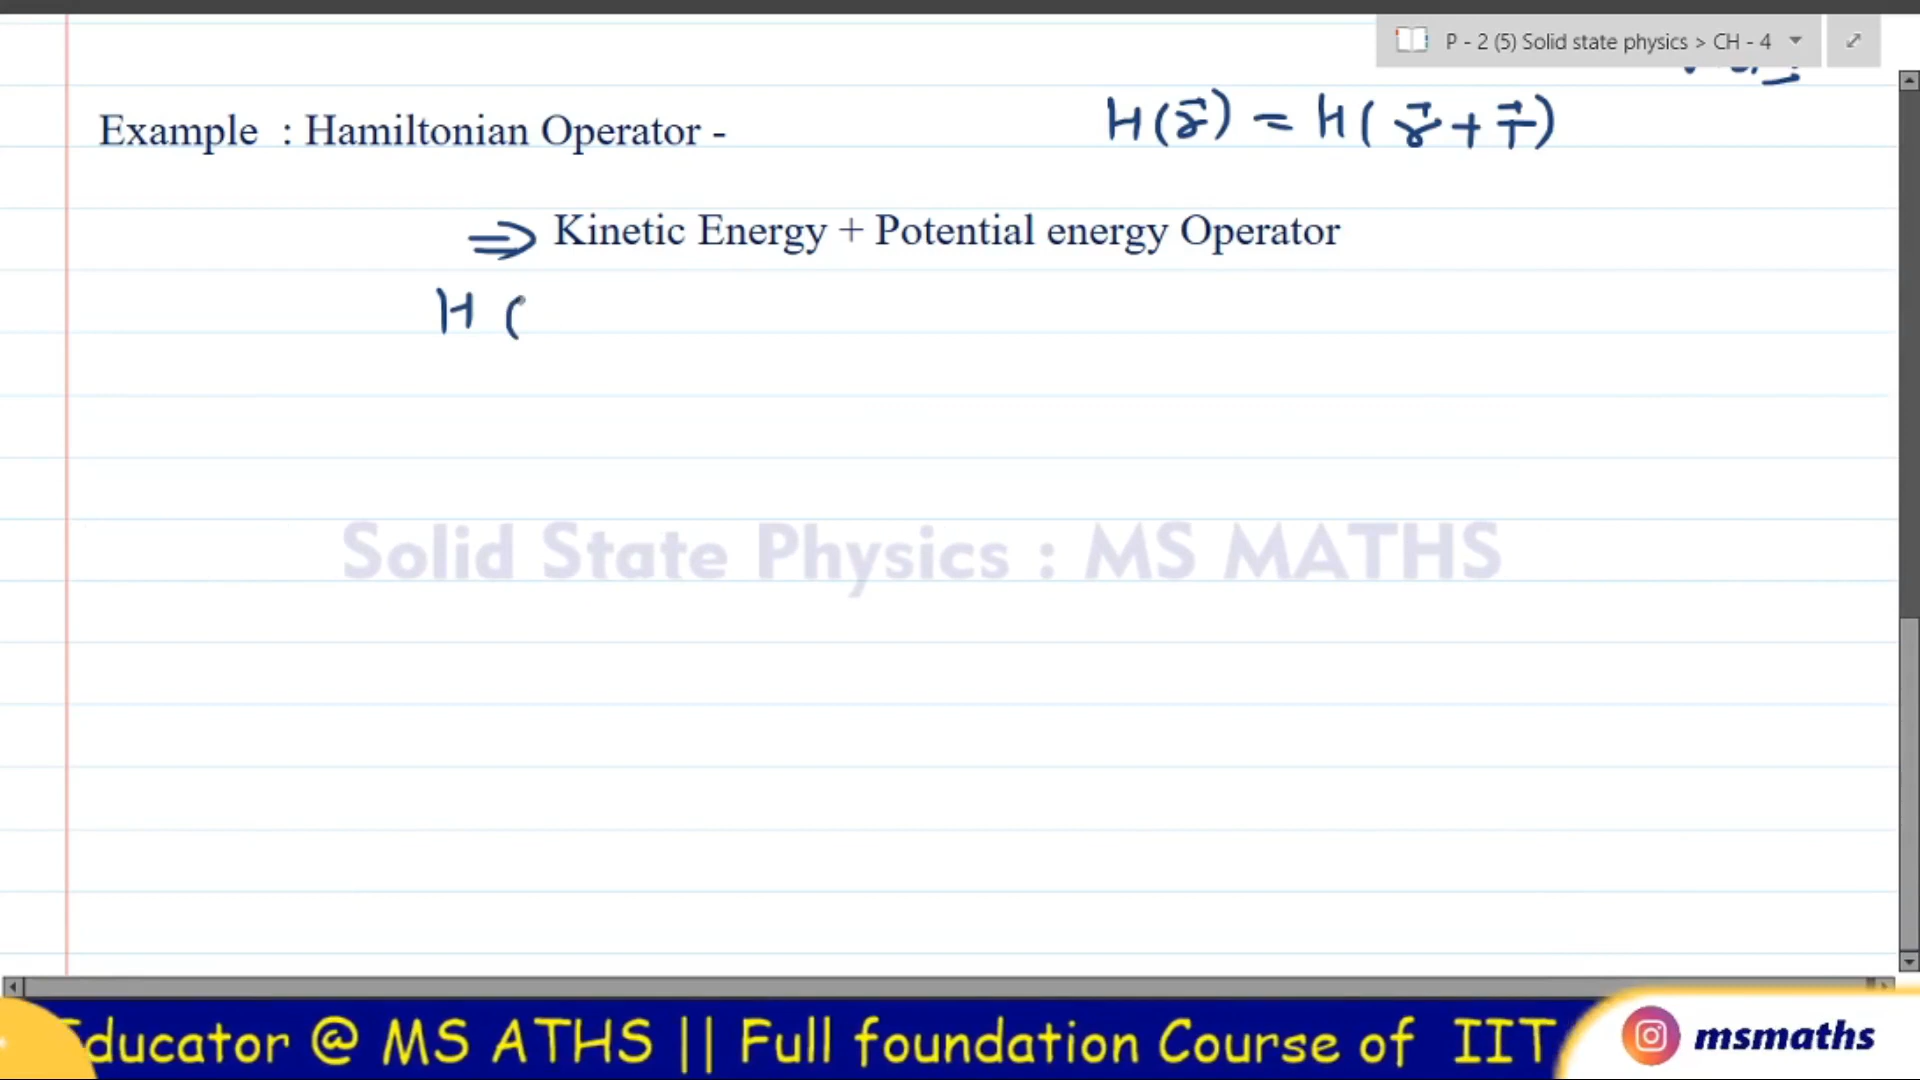 P - 2 (5) Solid state physics > CH - 4
Example : Hamiltonian Operator -
H(r⃗) = H( r⃗ + T⃗)
⇒ Kinetic Energy + Potential energy Operator
H (
Solid State Physics : MS MATHS
Educator @ MS ATHS || Full foundation Course of IIT
msmaths